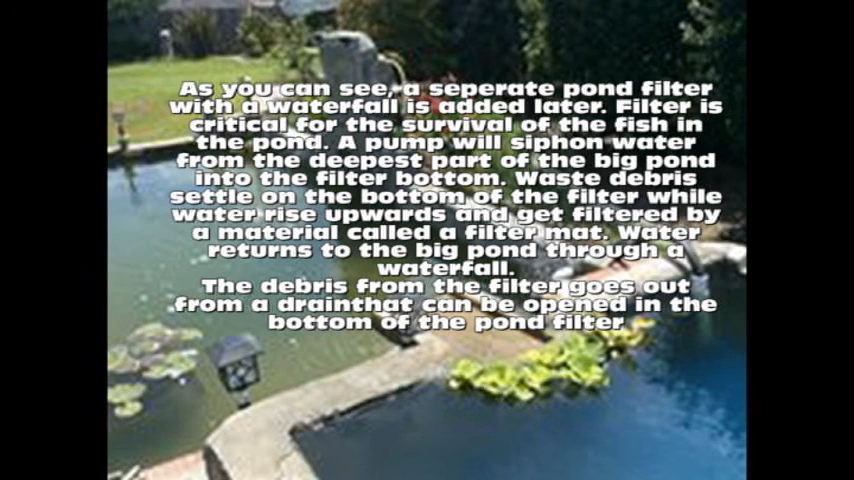 As you can see, a seperate pond filter
with a waterfall is added later. Filter is
critical for the survival of the fish in
the pond. A pump will siphon water
from the deepest part of the big pond
into the filter bottom. Waste debris
settle on the bottom of the filter while
water rise upwards and get filtered by
a material called a filter mat. Water
returns to the big pond through a
waterfall.
The debris from the filter goes out
from a drainthat can be opened in the
bottom of the pond filter